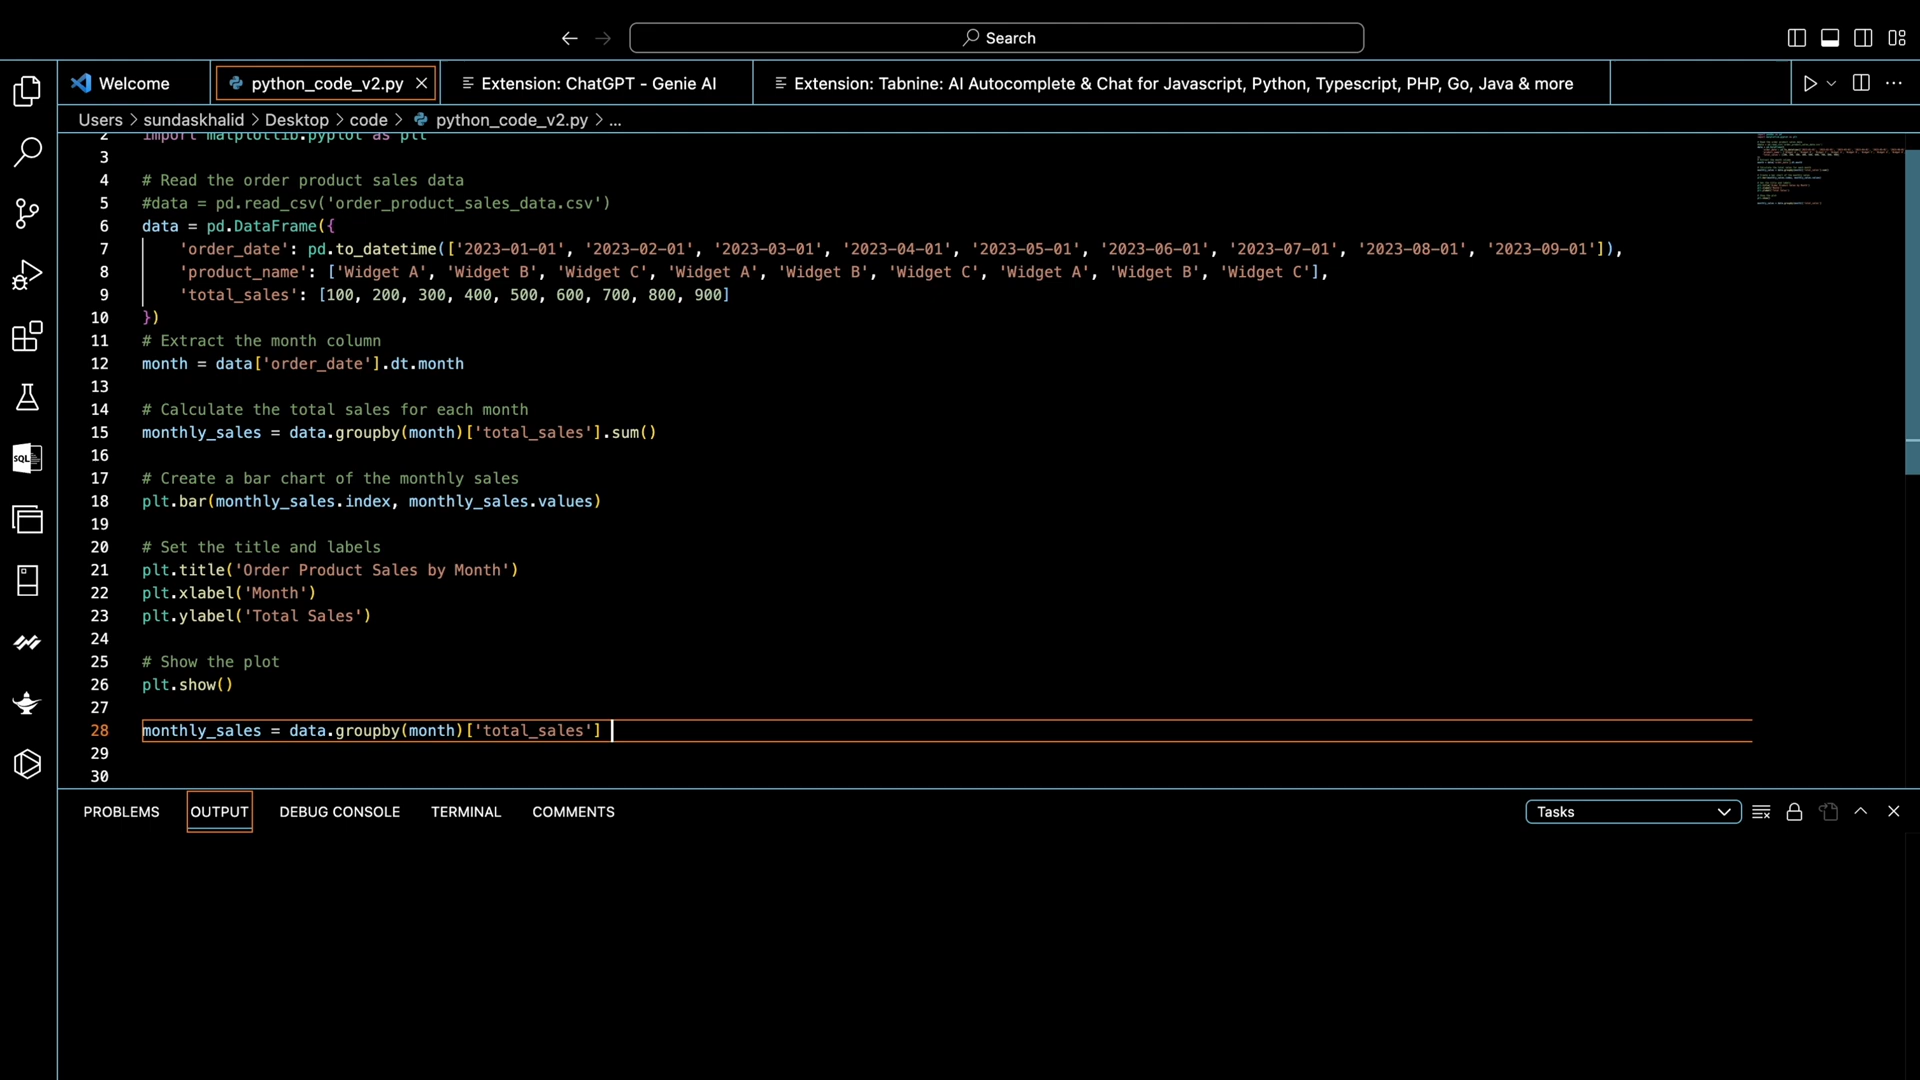 Search
Welcome
python_code_v2.py
Extension: ChatGPT - Genie AI
Extension: Tabnine: AI Autocomplete & Chat for Javascript, Python, Typescript, PHP, Go, Java & more
Users > sundaskhalid > Desktop > code > python_code_v2.py > ...
2 import matplotlib.pyplot as plt
3
4 # Read the order product sales data
5 #data = pd.read_csv('order_product_sales_data.csv')
6 data = pd.DataFrame({
7 'order_date': pd.to_datetime(['2023-01-01', '2023-02-01', '2023-03-01', '2023-04-01', '2023-05-01', '2023-06-01', '2023-07-01', '2023-08-01', '2023-09-01']),
8 'product_name': ['Widget A', 'Widget B', 'Widget C', 'Widget A', 'Widget B', 'Widget C', 'Widget A', 'Widget B', 'Widget C'],
9 'total_sales': [100, 200, 300, 400, 500, 600, 700, 800, 900]
10 })
11 # Extract the month column
12 month = data['order_date'].dt.month
13
14 # Calculate the total sales for each month
15 monthly_sales = data.groupby(month)['total_sales'].sum()
16
17 # Create a bar chart of the monthly sales
18 plt.bar(monthly_sales.index, monthly_sales.values)
19
20 # Set the title and labels
21 plt.title('Order Product Sales by Month')
22 plt.xlabel('Month')
23 plt.ylabel('Total Sales')
24
25 # Show the plot
26 plt.show()
27
28 monthly_sales = data.groupby(month)['total_sales']
29
30
SQL
PROBLEMS
OUTPUT
DEBUG CONSOLE
TERMINAL
COMMENTS
Tasks